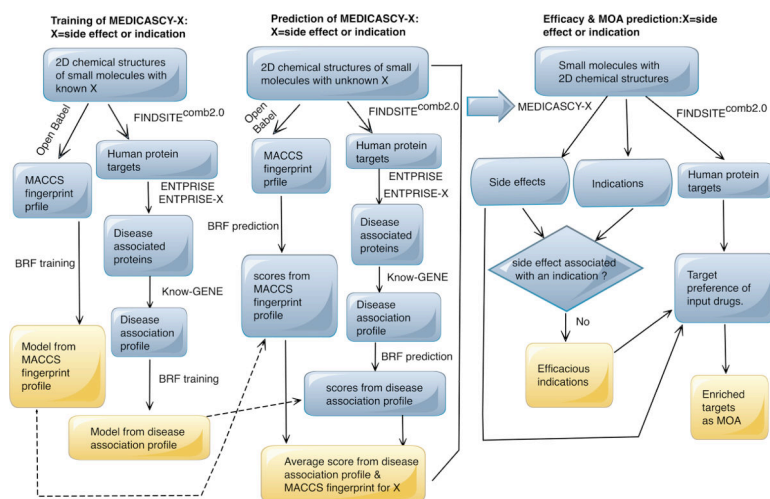 Training of MEDICASCY-X:
X=side effect or indication
2D chemical structures
of small molecules with
known X
Open Babel
FINDSITEcomb2.0
MACCS
fingerprint
prfile
Human protein
targets
ENTPRISE
ENTPRISE-X
Disease
associated
proteins
BRF training
Know-GENE
Disease
association
profile
Model from
MACCS
fingerprint
profile
BRF training
Model from disease
association profile
Prediction of MEDICASCY-X:
X=side effect or indication
2D chemical structures of small
molecules with unknown X
Open
Babel
FINDSITEcomb2.0
MACCS
fingerprint
prfile
Human protein
targets
ENTPRISE
ENTPRISE-X
BRF prediction
Disease
associated
proteins
scores from
MACCS
fingerprint
profile
Know-GENE
Disease
association
profile
BRF prediction
scores from disease
association profile
Average score from disease
association profile &
MACCS fingerprint for X
Efficacy & MOA prediction:X=side
effect or indication
Small molecules with
2D chemical structures
MEDICASCY-X
FINDSITEcomb2.0
Side effects
Indications
Human protein
targets
side effect associated
with an indication ?
Target
preference of
input drugs.
No
Efficacious
indications
Enriched
targets
as MOA